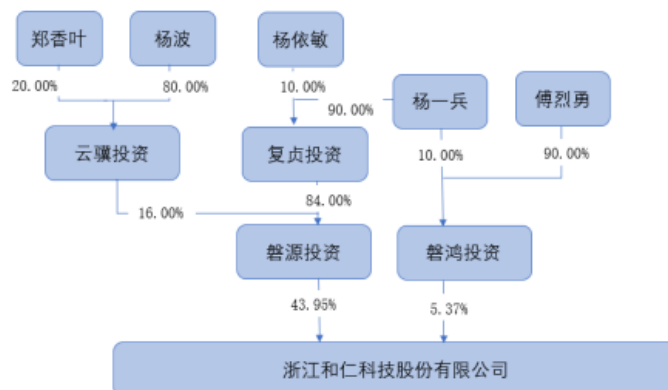 郑香叶
杨波
杨依敏
杨一兵
傅烈勇
20.00%
80.00%
10.00%
90.00%
10.00%
90.00%
云骥投资
复贞投资
16.00%
84.00%
磐源投资
磐鸿投资
43.95%
5.37%
浙江和仁科技股份有限公司